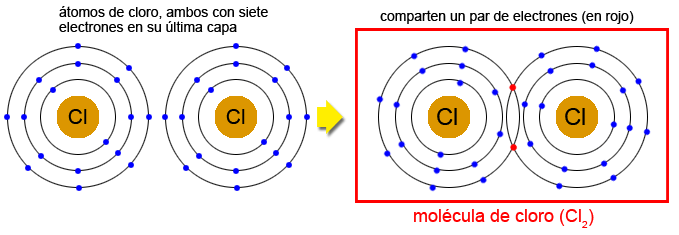 átomos de cloro, ambos con siete
electrones en su última capa
comparten un par de electrones (en rojo)
Cl
Cl
Cl
Cl
molécula de cloro (Cl₂)